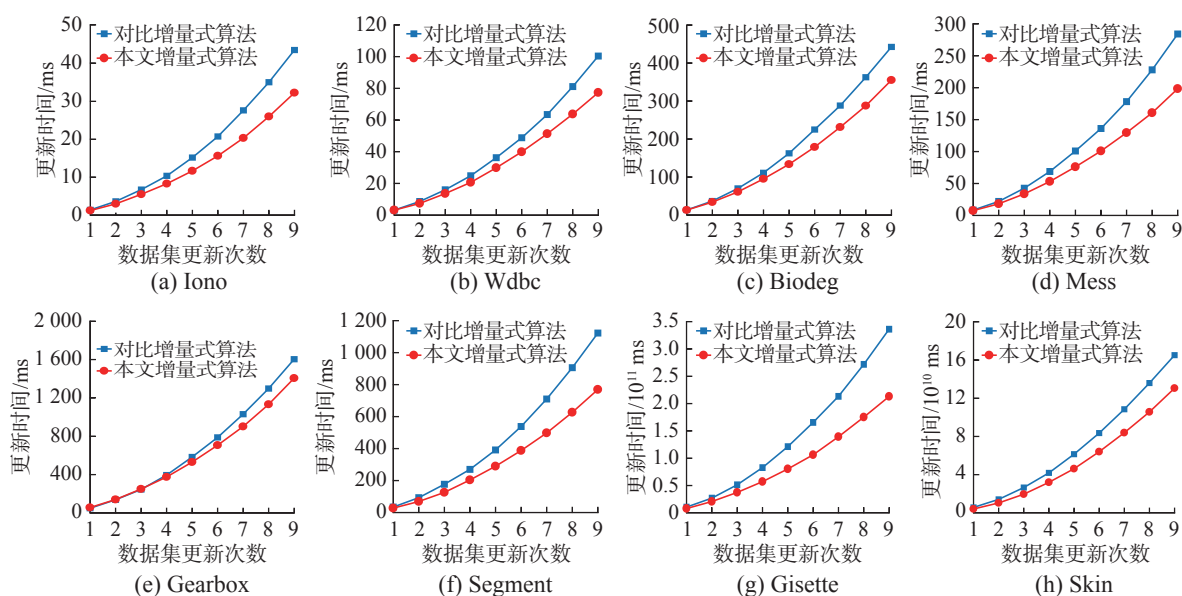 50
40
30
20
10
0
对比增量式算法
本文增量式算法
更新时间/ms
1 2 3 4 5 6 7 8 9
数据集更新次数
(a) Iono
120
100
80
60
40
20
0
对比增量式算法
本文增量式算法
更新时间/ms
1 2 3 4 5 6 7 8 9
数据集更新次数
(b) Wdbc
500
400
300
200
100
0
对比增量式算法
本文增量式算法
更新时间/ms
1 2 3 4 5 6 7 8 9
数据集更新次数
(c) Biodeg
300
250
200
150
100
50
0
对比增量式算法
本文增量式算法
更新时间/ms
1 2 3 4 5 6 7 8 9
数据集更新次数
(d) Mess
2 000
1 600
1 200
800
400
0
对比增量式算法
本文增量式算法
更新时间/ms
1 2 3 4 5 6 7 8 9
数据集更新次数
(e) Gearbox
1 200
1 000
800
600
400
200
0
对比增量式算法
本文增量式算法
更新时间/ms
1 2 3 4 5 6 7 8 9
数据集更新次数
(f) Segment
3.5
3.0
2.5
2.0
1.5
1.0
0.5
0
对比增量式算法
本文增量式算法
更新时间/10¹¹ ms
1 2 3 4 5 6 7 8 9
数据集更新次数
(g) Gisette
20
16
12
8
4
0
对比增量式算法
本文增量式算法
更新时间/10¹⁰ ms
1 2 3 4 5 6 7 8 9
数据集更新次数
(h) Skin